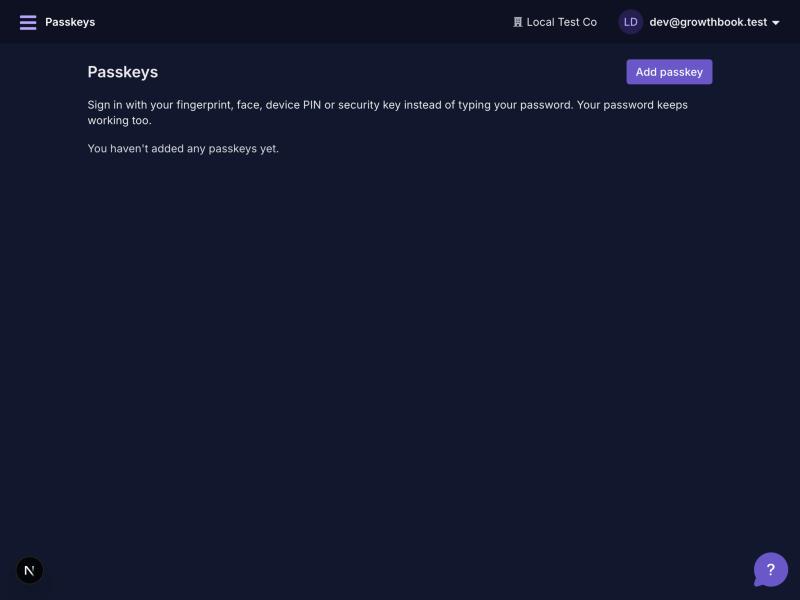 Passkeys
Local Test Co
LD
dev@growthbook.test
Passkeys
Add passkey
Sign in with your fingerprint, face, device PIN or security key instead of typing your password. Your password keeps
working too.
You haven't added any passkeys yet.
N
?